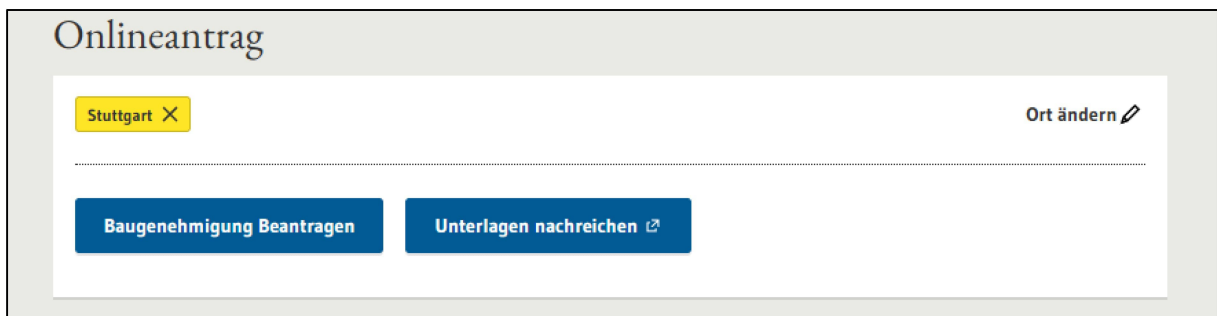 Onlineantrag
Stuttgart
Ort ändern
Baugenehmigung Beantragen
Unterlagen nachreichen